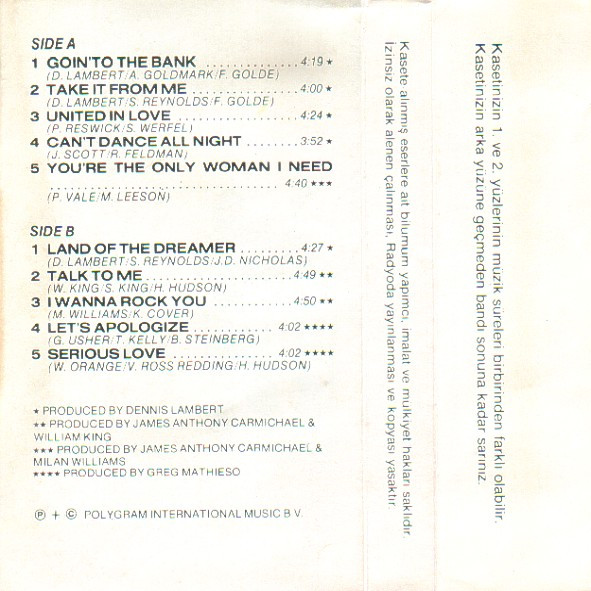 SIDE A
1 GOIN'TO THE BANK .............. 4:19 ★
(D. LAMBERT/A. GOLDMARK/F. GOLDE)
2 TAKE IT FROM ME .............. 4:00 ★
(D. LAMBERT/S. REYNOLDS/F. GOLDE)
3 UNITED IN LOVE ................ 4:24 ★
(P. RESWICK/S. WERFEL)
4 CAN'T DANCE ALL NIGHT ........ 3:52 ★
(J. SCOTT/R. FELDMAN)
5 YOU'RE THE ONLY WOMAN I NEED
.................................. 4:40 ★★★
(P. VALE/M. LEESON)
SIDE B
1 LAND OF THE DREAMER ......... 4:27 ★
(D. LAMBERT/S. REYNOLDS/J.D. NICHOLAS)
2 TALK TO ME .................... 4:49 ★★
(W. KING/S. KING/H. HUDSON)
3 I WANNA ROCK YOU ............ 4:50 ★★
(M. WILLIAMS/K. COVER)
4 LET'S APOLOGIZE ............. 4:02 ★★★★
(G. USHER/T. KELLY/B. STEINBERG)
5 SERIOUS LOVE ............... 4:02 ★★★★
(W. ORANGE/V. ROSS REDDING/H. HUDSON)
★ PRODUCED BY DENNIS LAMBERT.
★★ PRODUCED BY JAMES ANTHONY CARMICHAEL &
WILLIAM KING
★★★ PRODUCED BY JAMES ANTHONY CARMICHAEL &
MILAN WILLIAMS
★★★★ PRODUCED BY GREG MATHIESO
Ⓟ + © POLYGRAM INTERNATIONAL MUSIC B.V.
Kasete alınmış eserlere ait bilumum yapımcı, imalat ve mülkiyet hakları saklıdır.
İzinsiz olarak alenen çalınması, Radyoda yayınlanması ve kopyası yasaktır.
Kasetinizin 1. ve 2. yüzlerinin müzik süreleri birbirinden farklı olabilir.
Kasetinizin arka yüzüne geçmeden bandı sonuna kadar sarınız.